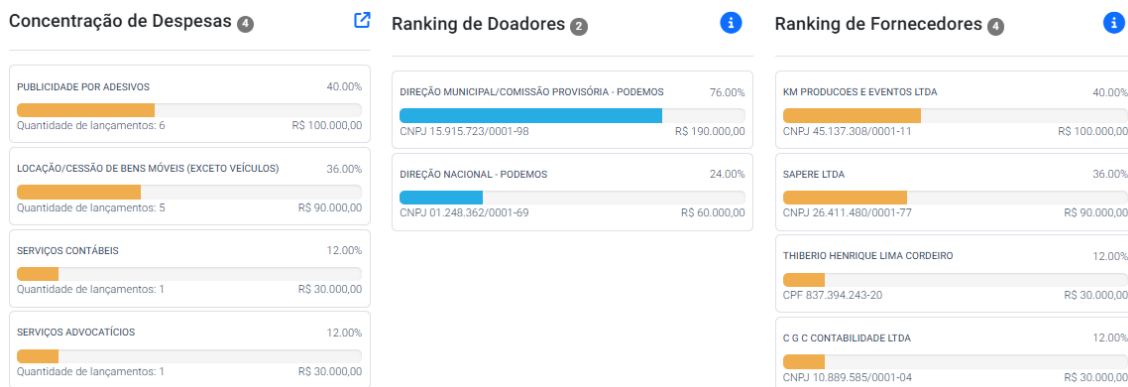 Concentração de Despesas 4
PUBLICIDADE POR ADESIVOS 40.00%
Quantidade de lançamentos: 6 R$ 100.000,00
LOCAÇÃO/CESSÃO DE BENS MÓVEIS (EXCETO VEÍCULOS) 36.00%
Quantidade de lançamentos: 5 R$ 90.000,00
SERVIÇOS CONTÁBEIS 12.00%
Quantidade de lançamentos: 1 R$ 30.000,00
SERVIÇOS ADVOCATÍCIOS 12.00%
Quantidade de lançamentos: 1 R$ 30.000,00
Ranking de Doadores 2
DIREÇÃO MUNICIPAL/COMISSÃO PROVISÓRIA - PODEMOS 76.00%
CNPJ 15.915.723/0001-98 R$ 190.000,00
DIREÇÃO NACIONAL - PODEMOS 24.00%
CNPJ 01.248.362/0001-69 R$ 60.000,00
Ranking de Fornecedores 4
KM PRODUCOES E EVENTOS LTDA 40.00%
CNPJ 45.137.308/0001-11 R$ 100.000,00
SAPERE LTDA 36.00%
CNPJ 26.411.480/0001-77 R$ 90.000,00
THIBERIO HENRIQUE LIMA CORDEIRO 12.00%
CPF 837.394.243-20 R$ 30.000,00
C G C CONTABILIDADE LTDA 12.00%
CNPJ 10.889.585/0001-04 R$ 30.000,00